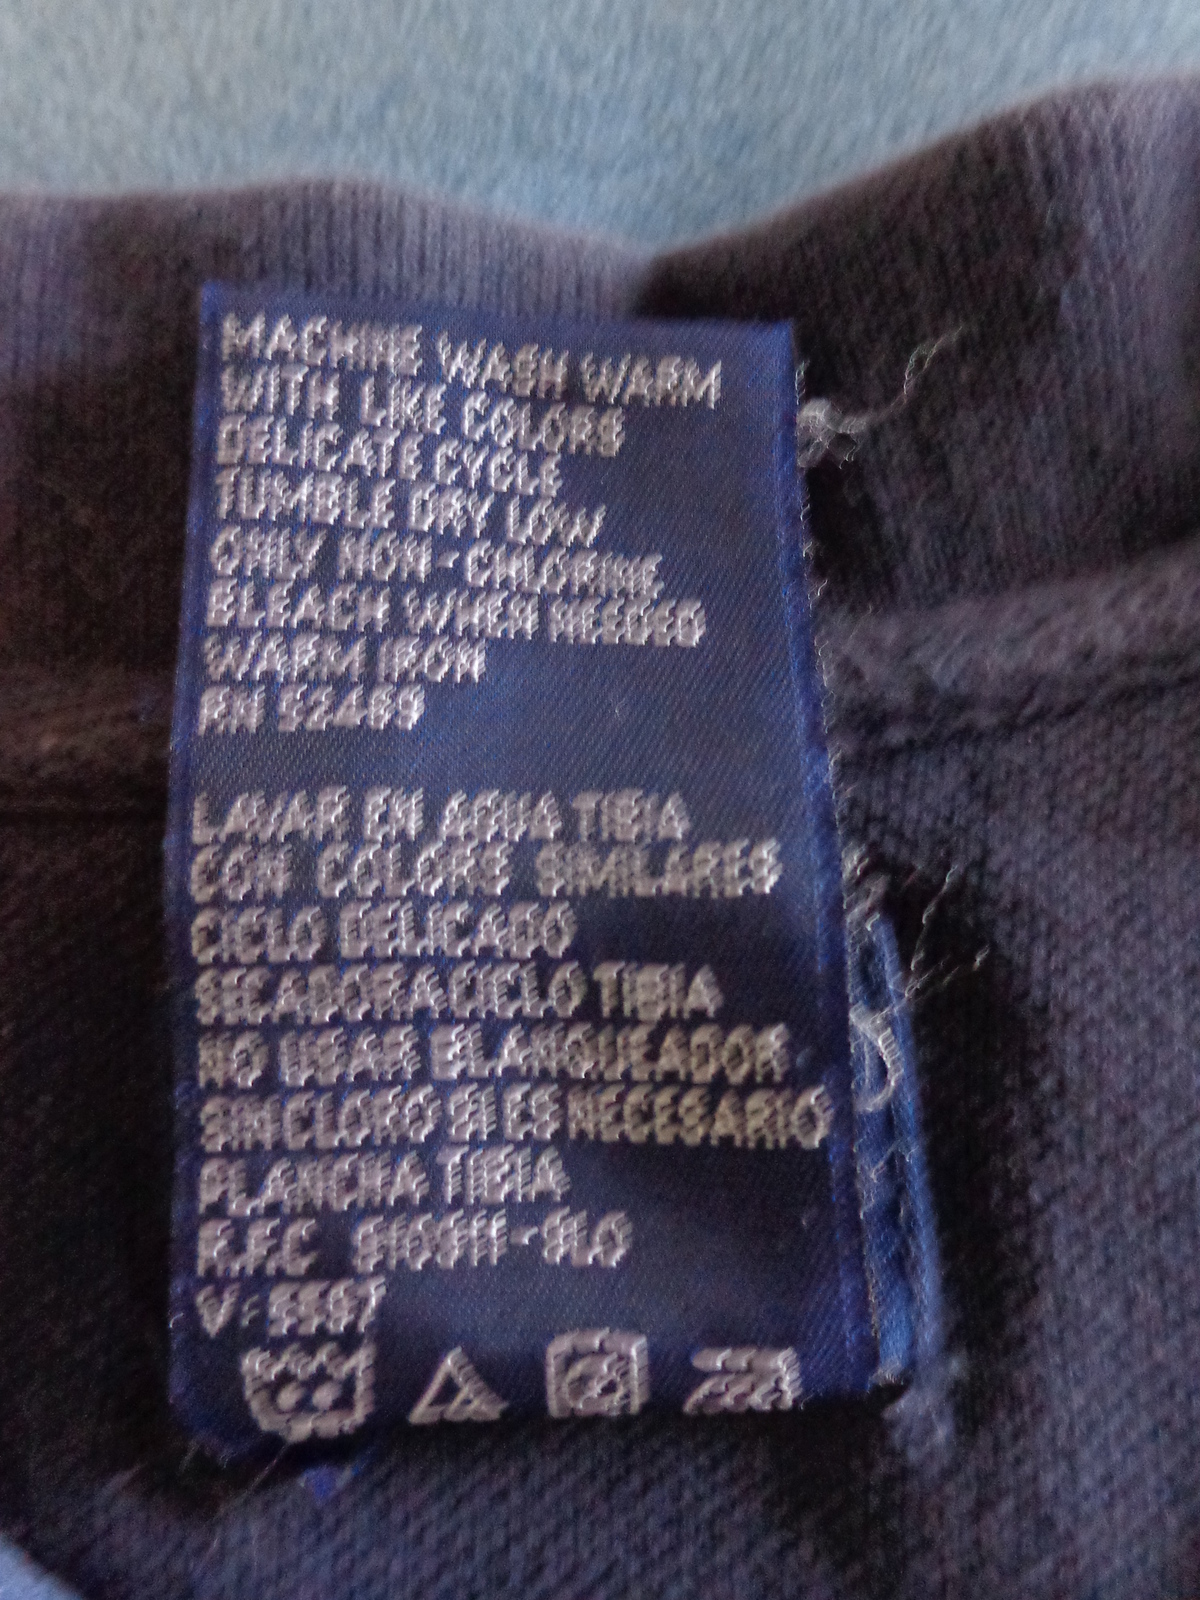 MACHINE WASH WARM
WITH LIKE COLORS
DELICATE CYCLE
TUMBLE DRY LOW
ONLY NON-CHLORINE
BLEACH WHEN NEEDED
WARM IRON
RN 52469
LAVAR EN AGUA TIBIA
CON COLORS SIMILARES
CICLO DELICADO
SECADORA CICLO TIBIA
NO USAR BLANQUEADOR
SIN CLORO SI ES NECESARIO
PLANCHA TIBIA
R.F.C